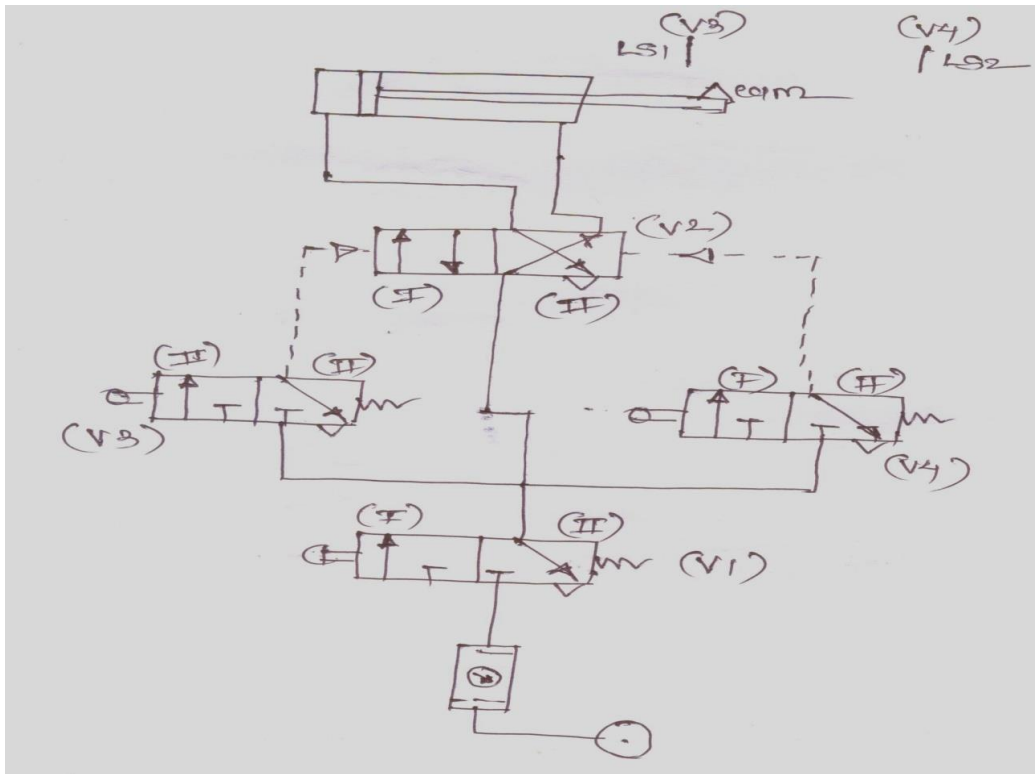 (V3)
(V4)
LS1
LS2
cam
(V2)
(I)
(II)
(II)
(II)
(I)
(II)
(V3)
(V4)
(I)
(II)
(V1)